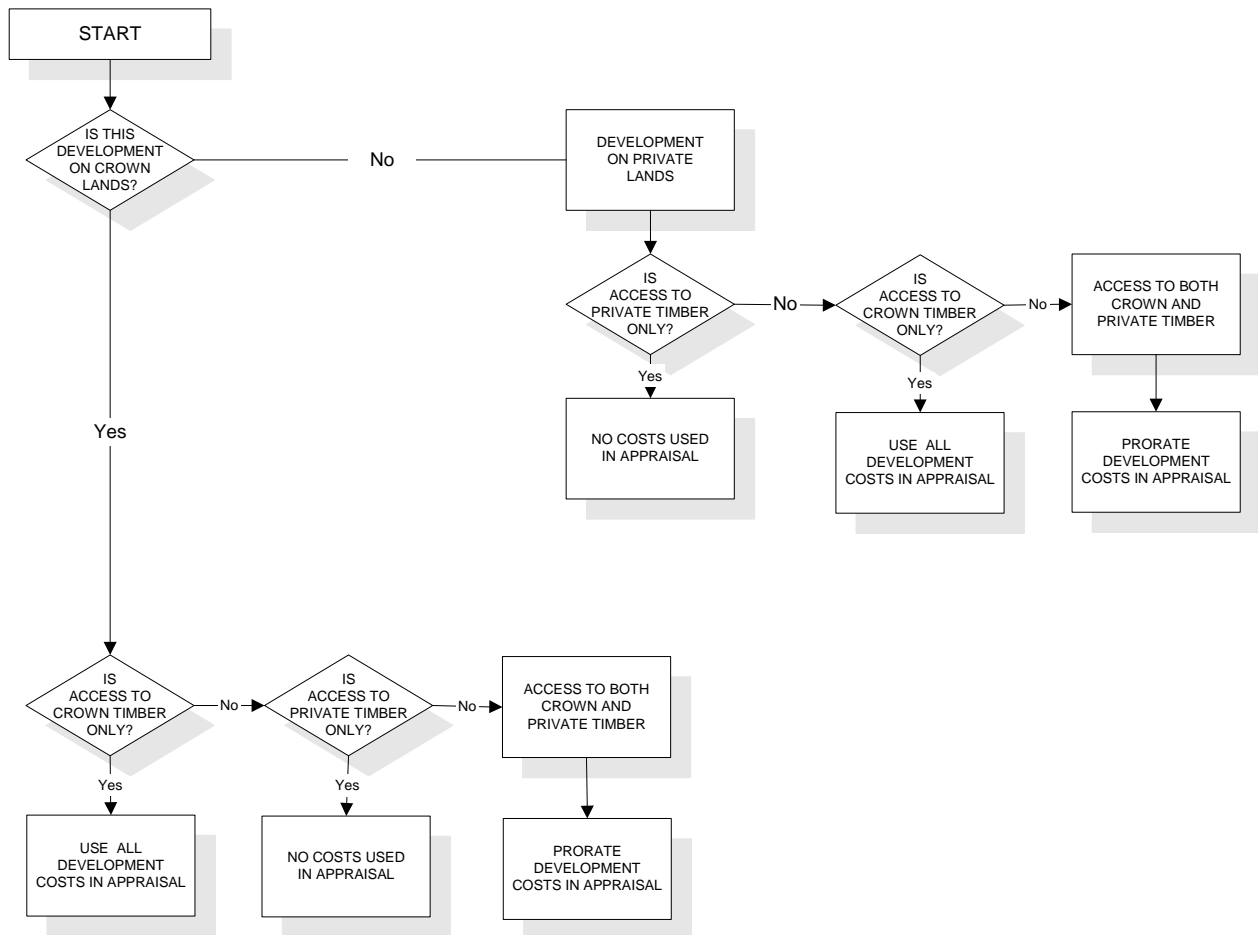 START
IS THIS
DEVELOPMENT
ON CROWN
LANDS?
No
DEVELOPMENT
ON PRIVATE
LANDS
IS
ACCESS TO
PRIVATE TIMBER
ONLY?
No
IS
ACCESS TO
CROWN TIMBER
ONLY?
No
ACCESS TO BOTH
CROWN AND
PRIVATE TIMBER
Yes
NO COSTS USED
IN APPRAISAL
Yes
USE ALL
DEVELOPMENT
COSTS IN APPRAISAL
PRORATE
DEVELOPMENT
COSTS IN APPRAISAL
Yes
IS
ACCESS TO
CROWN TIMBER
ONLY?
No
IS
ACCESS TO
PRIVATE TIMBER
ONLY?
No
ACCESS TO BOTH
CROWN AND
PRIVATE TIMBER
Yes
USE ALL
DEVELOPMENT
COSTS IN APPRAISAL
Yes
NO COSTS USED
IN APPRAISAL
PRORATE
DEVELOPMENT
COSTS IN APPRAISAL